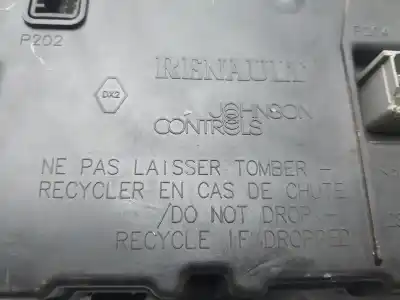 P202
RENAULT
DX2
JOHNSON
CONTROLS
NE PAS LAISSER TOMBER -
RECYCLER EN CAS DE CHUTE
/DO NOT DROP -
RECYCLE IF DROPPED